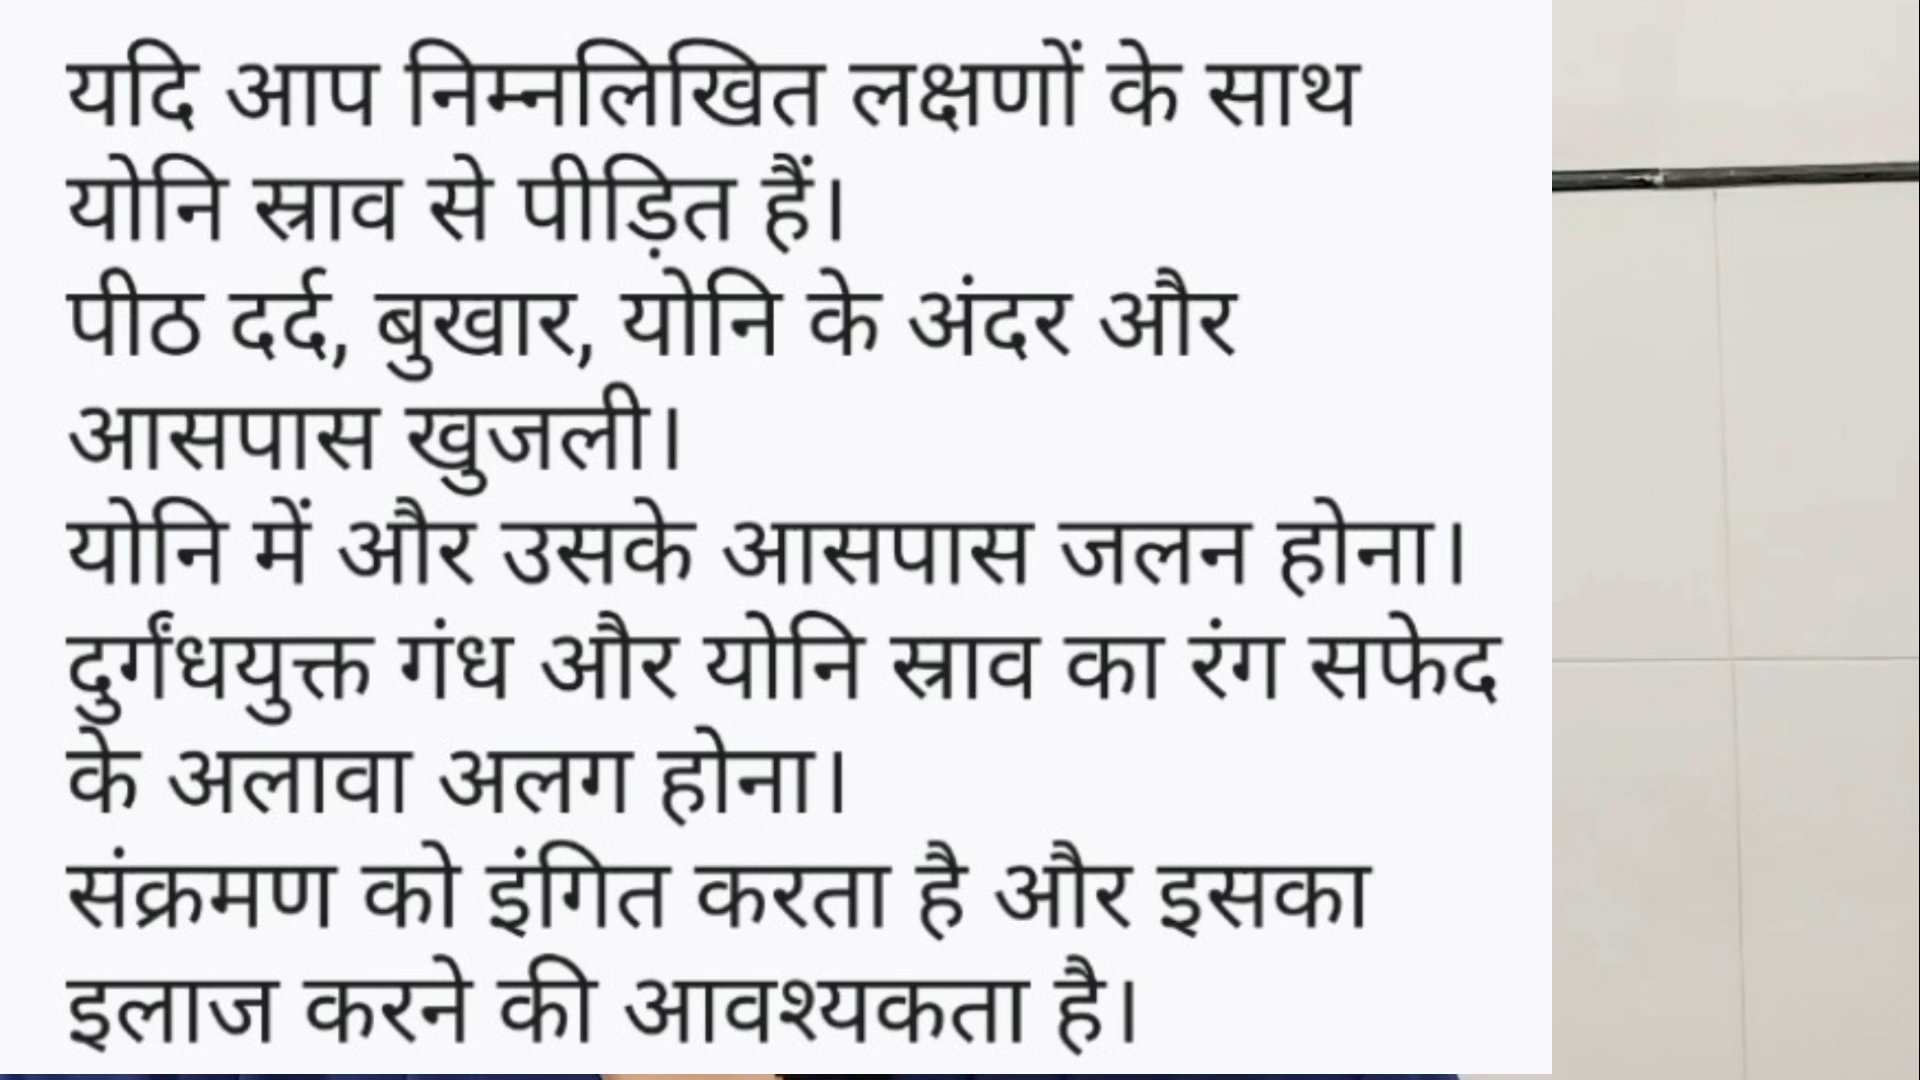 यदि आप निम्नलिखित लक्षणों के साथ
योनि स्राव से पीड़ित हैं।
पीठ दर्द, बुखार, योनि के अंदर और
आसपास खुजली।
योनि में और उसके आसपास जलन होना।
दुर्गंधयुक्त गंध और योनि स्राव का रंग सफेद
के अलावा अलग होना।
संक्रमण को इंगित करता है और इसका
इलाज करने की आवश्यकता है।